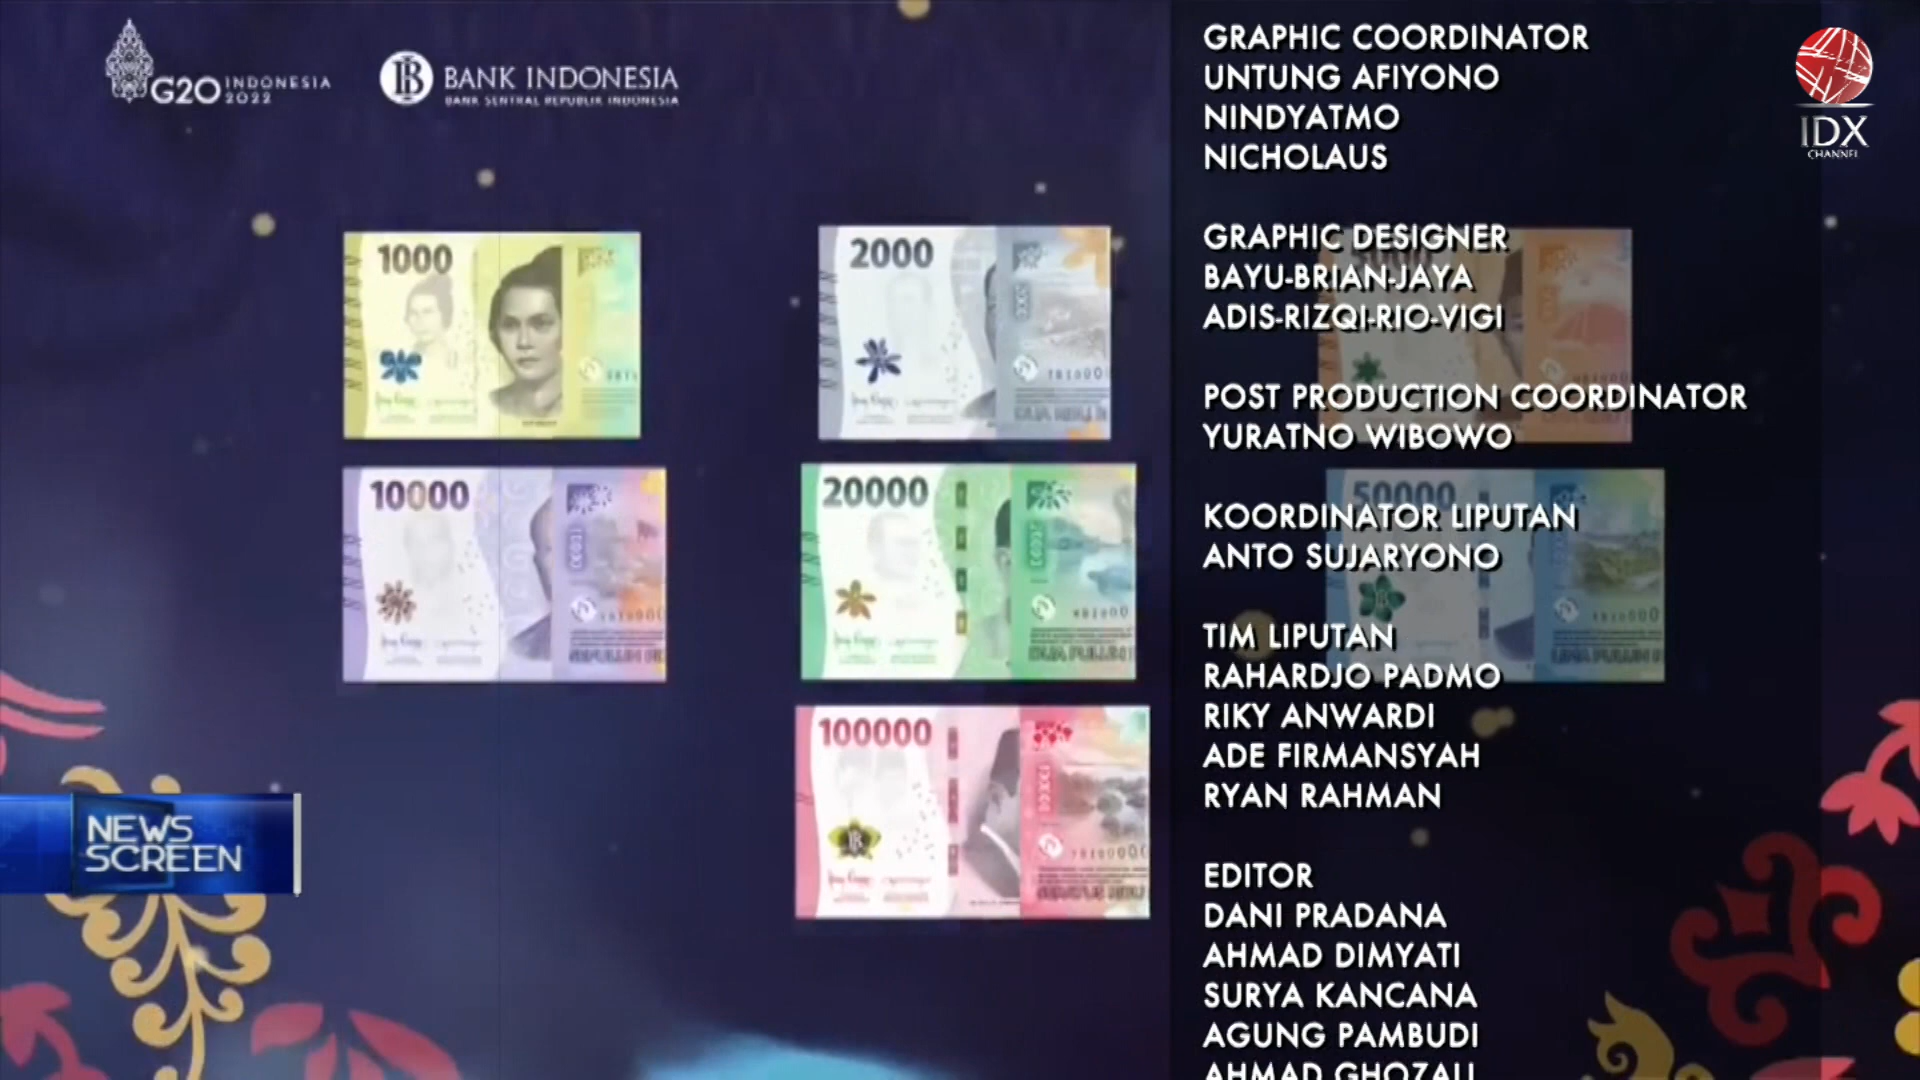 G20 INDONESIA
2022
BANK INDONESIA
BANK SENTRAL REPUBLIK INDONESIA
IDX
CHANNEL
1000
2000
10000
20000
50000
100000
NEWS
SCREEN
GRAPHIC COORDINATOR
UNTUNG AFIYONO
NINDYATMO
NICHOLAUS
GRAPHIC DESIGNER
BAYU-BRIAN-JAYA
ADIS-RIZQI-RIO-VIGI
POST PRODUCTION COORDINATOR
YURATNO WIBOWO
KOORDINATOR LIPUTAN
ANTO SUJARYONO
TIM LIPUTAN
RAHARDJO PADMO
RIKY ANWARDI
ADE FIRMANSYAH
RYAN RAHMAN
EDITOR
DANI PRADANA
AHMAD DIMYATI
SURYA KANCANA
AGUNG PAMBUDI
AHMAD GHOZALI